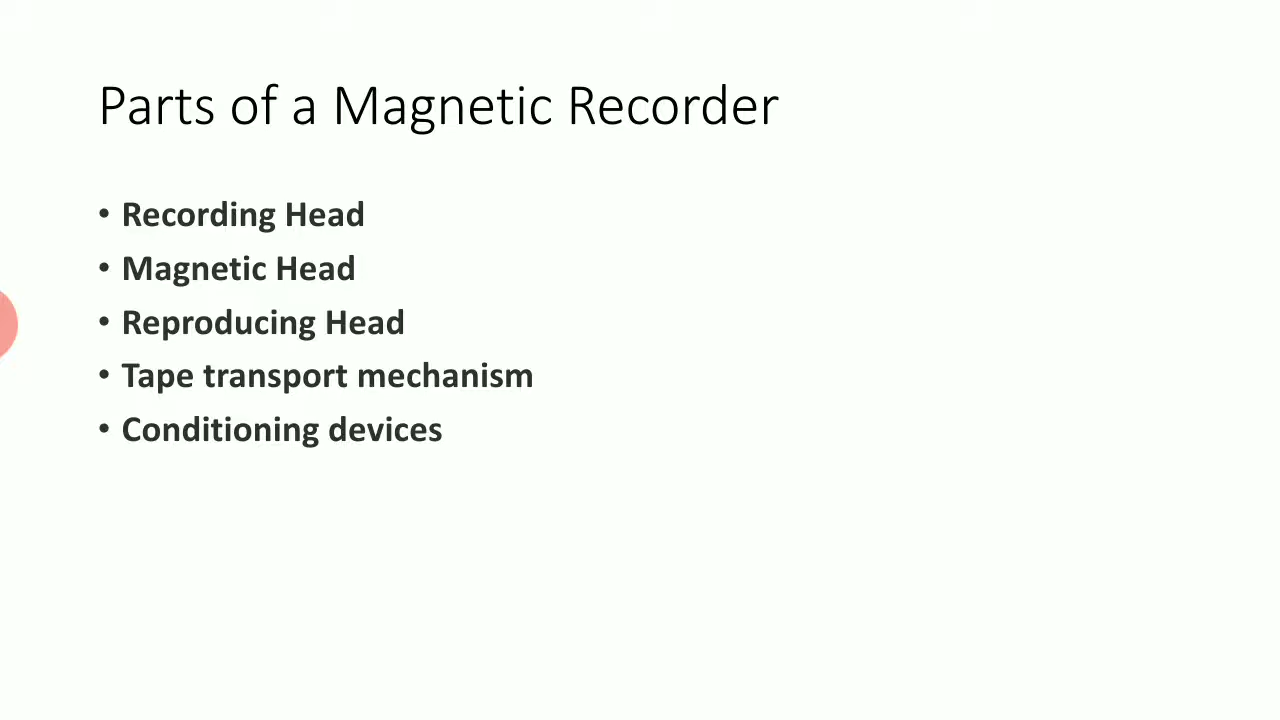 Parts of a Magnetic Recorder
• Recording Head
• Magnetic Head
• Reproducing Head
• Tape transport mechanism
• Conditioning devices